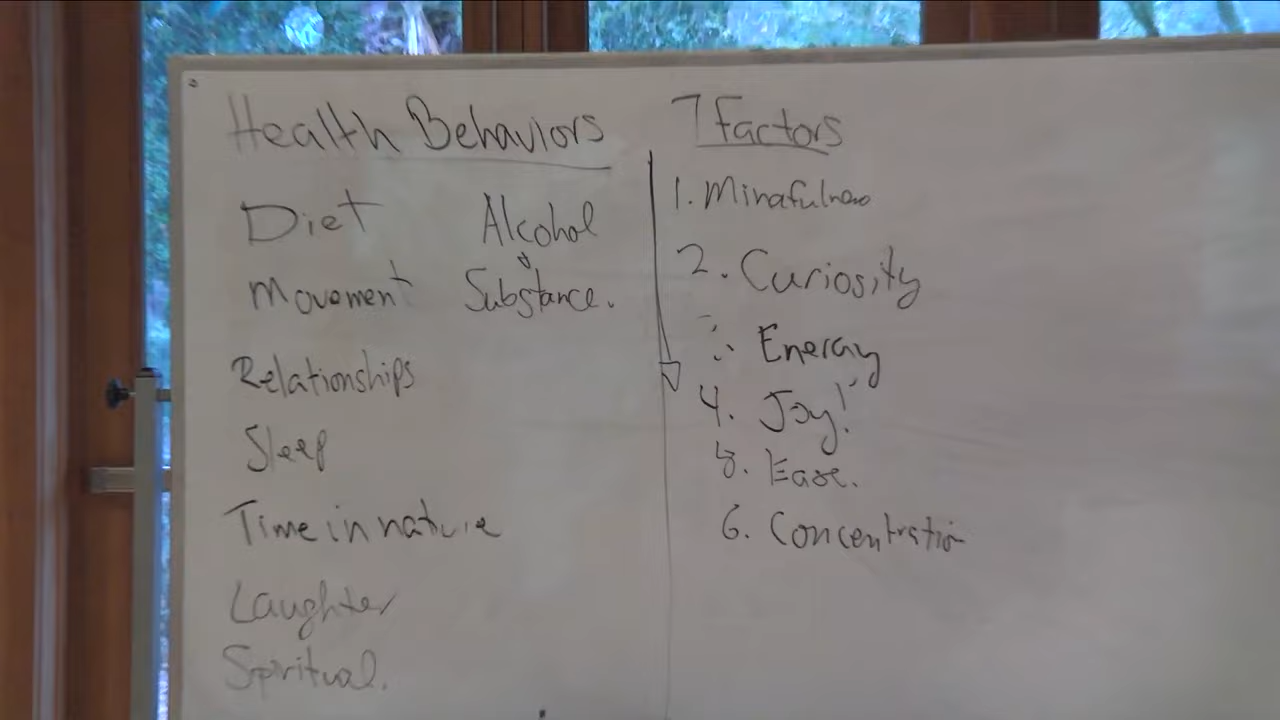 Health Behaviors
Diet Alcohol
Movement Substance.
Relationships
Sleep
Time in nature
Laughter
Spiritual.
7 Factors
1. Mindfulness
2. Curiosity
3. Energy
4. Joy!
5. Ease.
6. Concentration